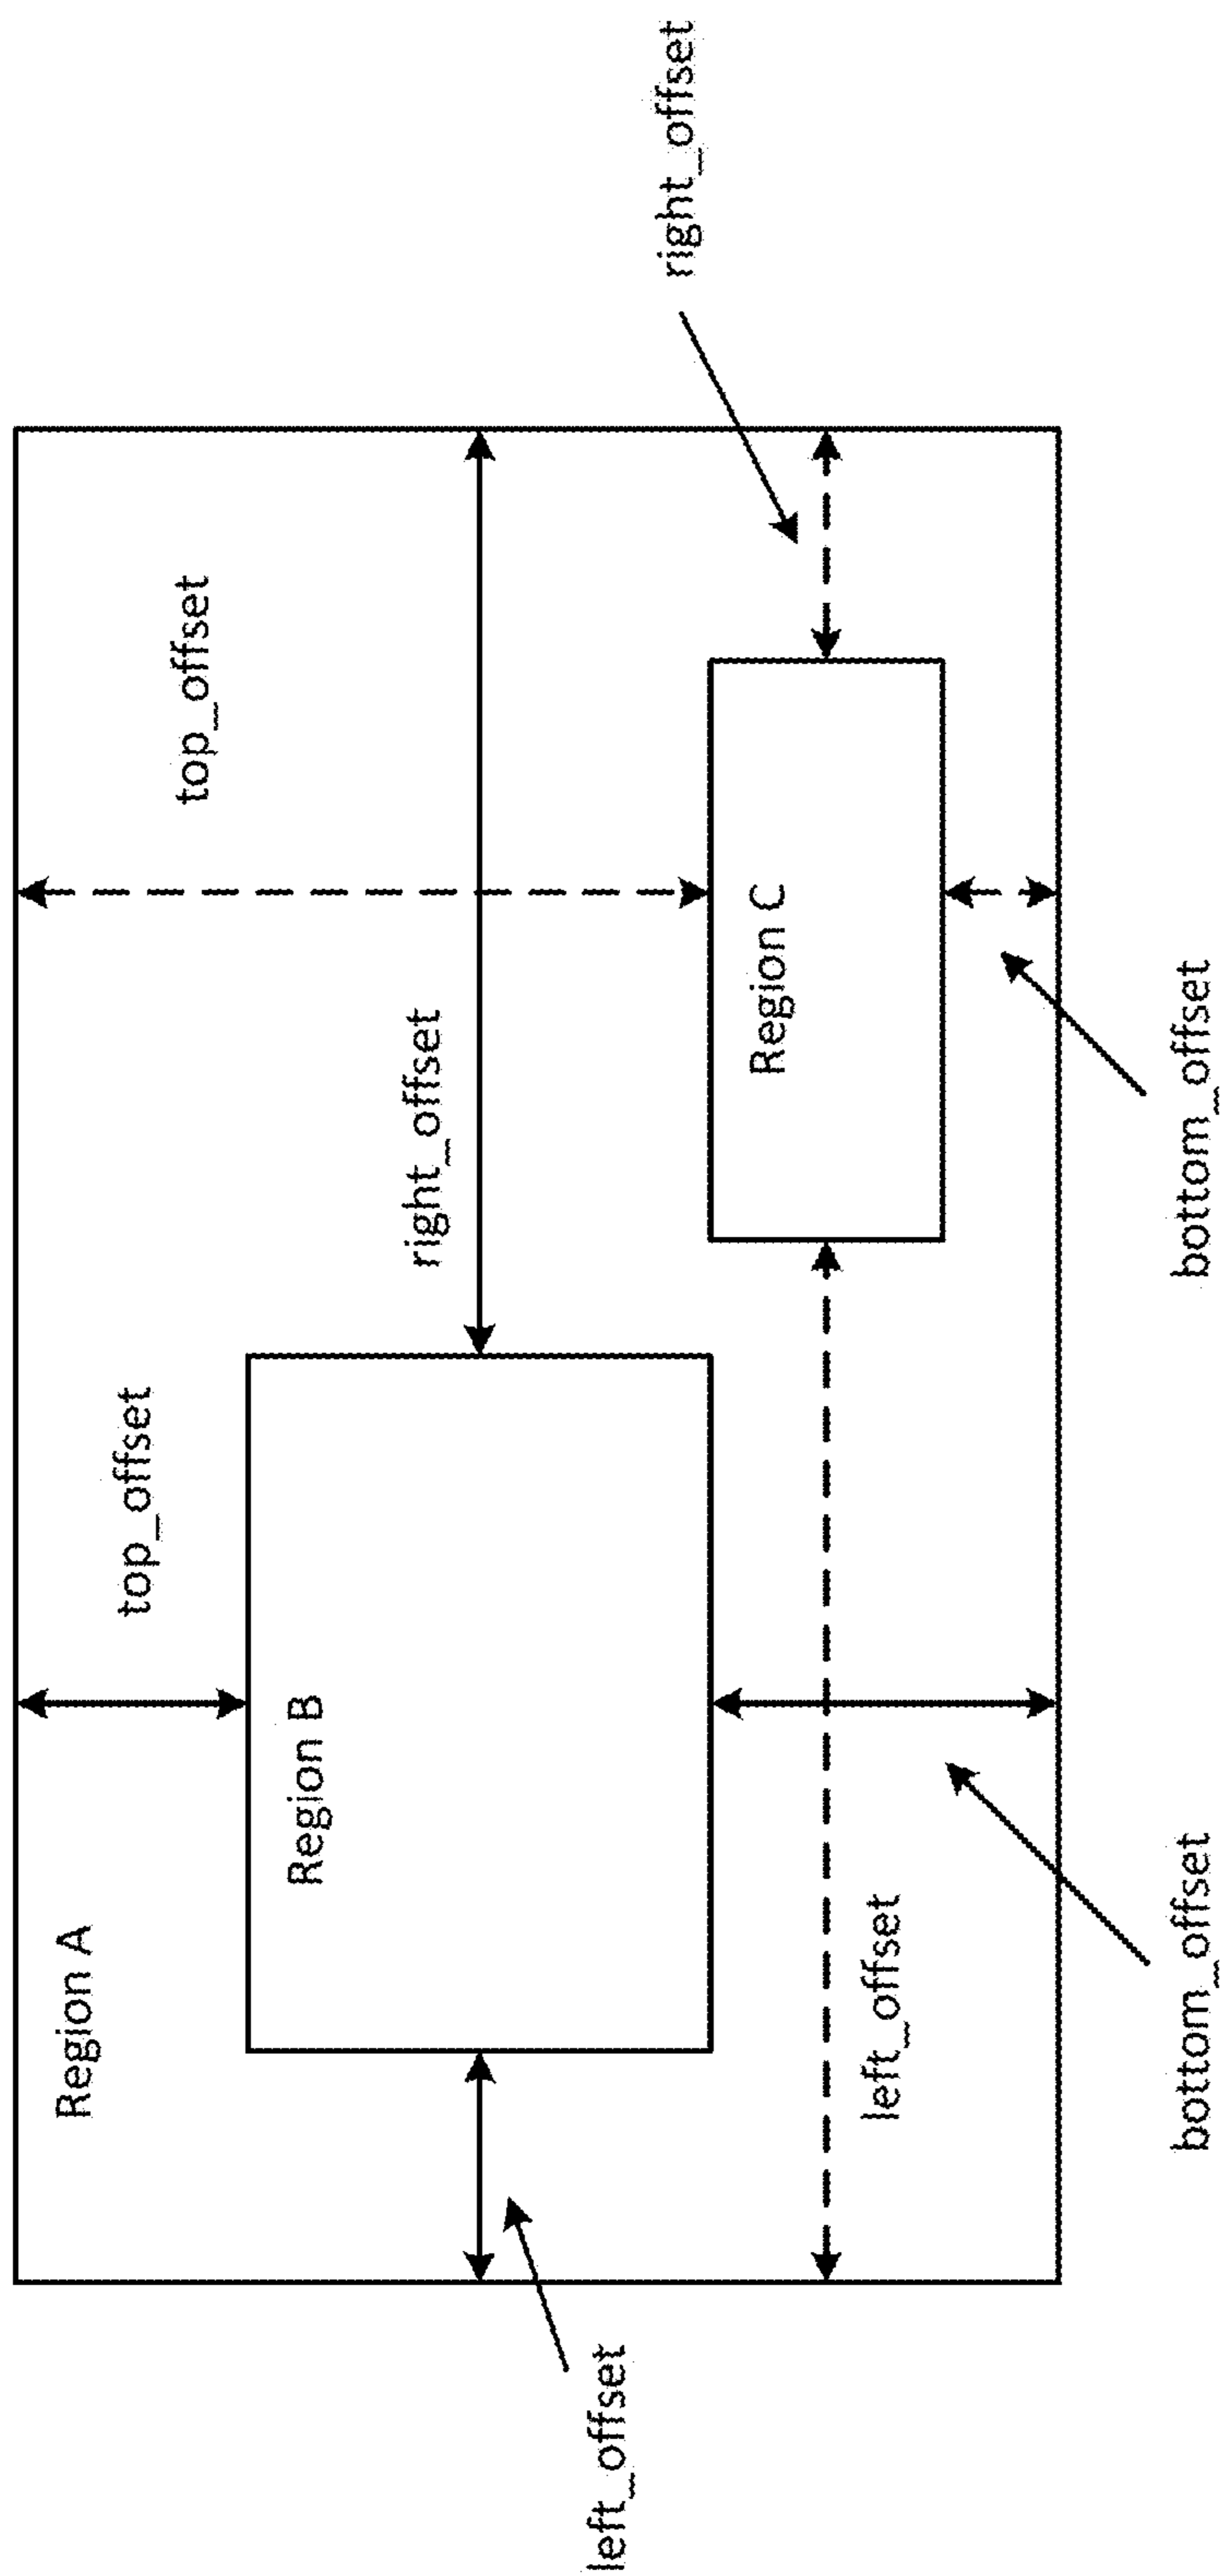 Region A
top_offset
top_offset
Region B
right_offset
left_offset
right_offset
Region C
left_offset
bottom_offset
bottom_offset